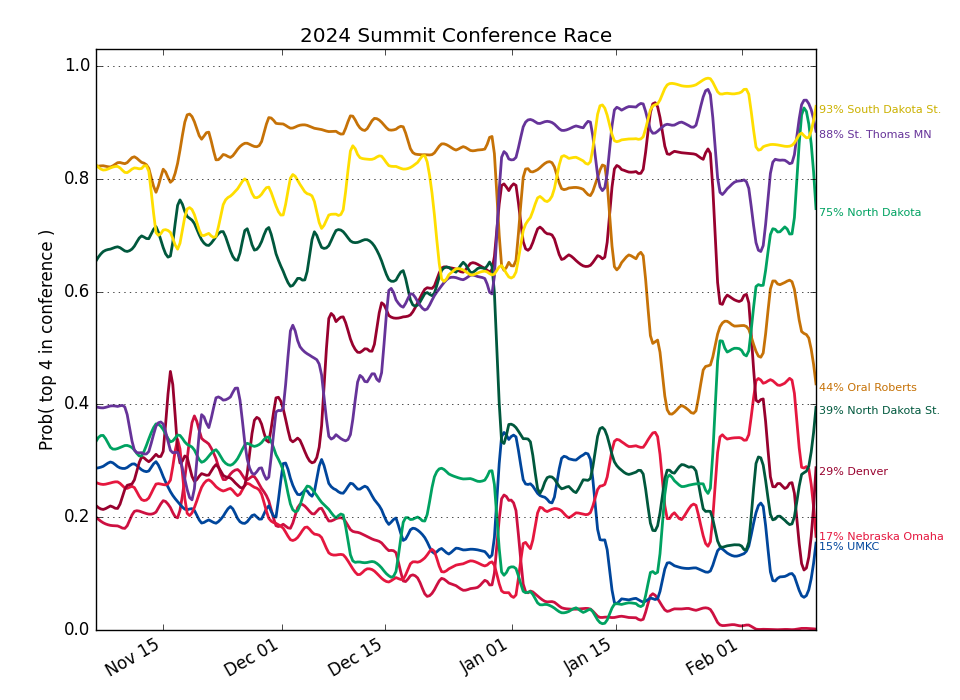 2024 Summit Conference Race
Prob( top 4 in conference )
1.0
0.8
0.6
0.4
0.2
0.0
Nov 15
Dec 01
Dec 15
Jan 01
Jan 15
Feb 01
93% South Dakota St.
88% St. Thomas MN
75% North Dakota
44% Oral Roberts
39% North Dakota St.
29% Denver
17% Nebraska Omaha
15% UMKC